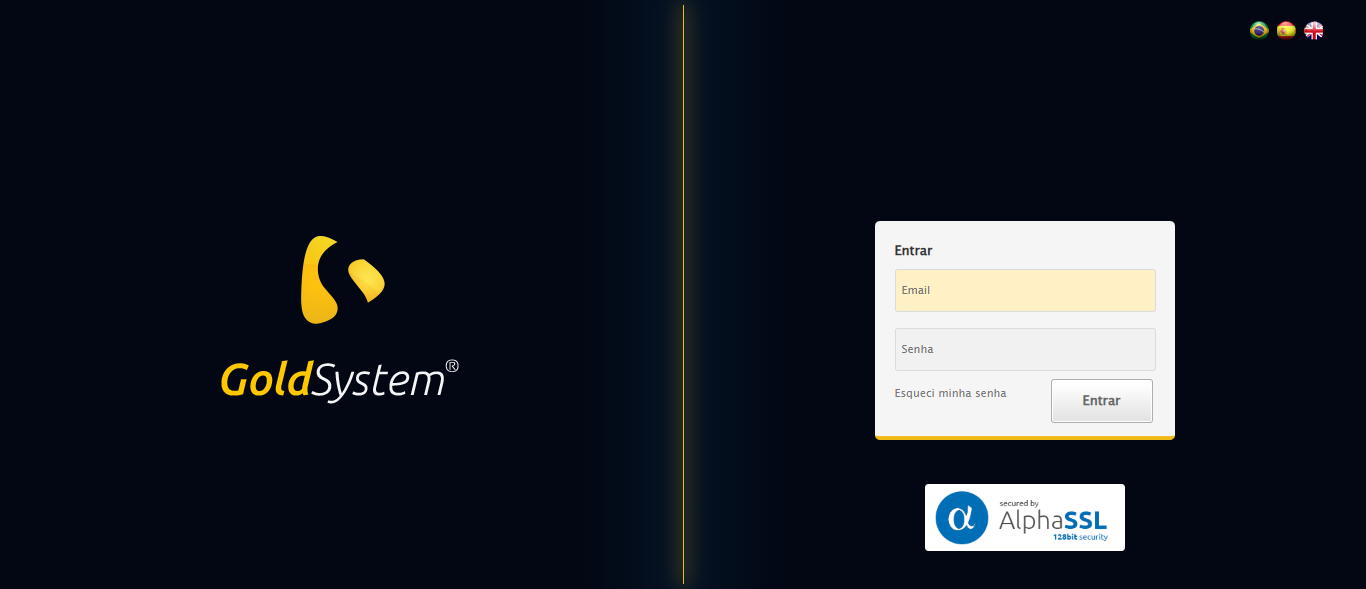 GoldSystem®
Entrar
Email
Senha
Esqueci minha senha
Entrar
secured by
α AlphaSSL
128bit security